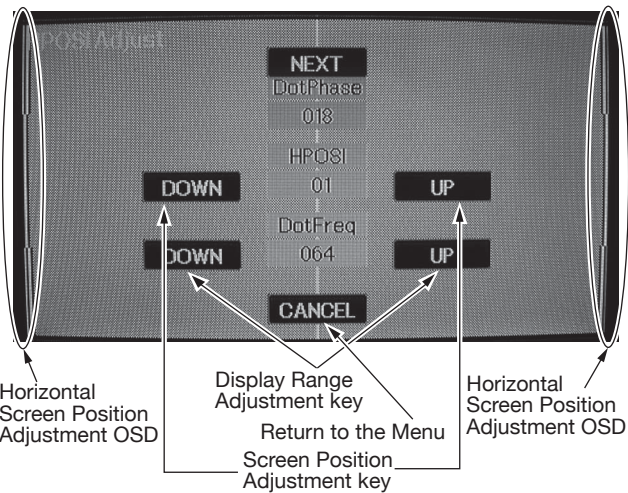 HPOSI Adjust
NEXT
DotPhase
018
HPOSI
DOWN 01 UP
DotFreq
DOWN 064 UP
CANCEL
Horizontal
Screen Position
Adjustment OSD
Display Range
Adjustment key
Return to the Menu
Screen Position
Adjustment key
Horizontal
Screen Position
Adjustment OSD